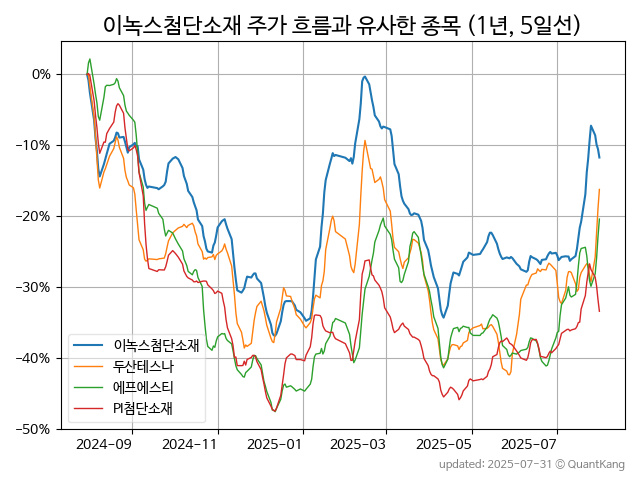 이녹스첨단소재 주가 흐름과 유사한 종목 (1년, 5일선)
0%
−10%
−20%
−30%
−40%
−50%
이녹스첨단소재
두산테스나
에프에스티
PI첨단소재
2024-09 2024-11 2025-01 2025-03 2025-05 2025-07
updated: 2025-07-31 © QuantKang